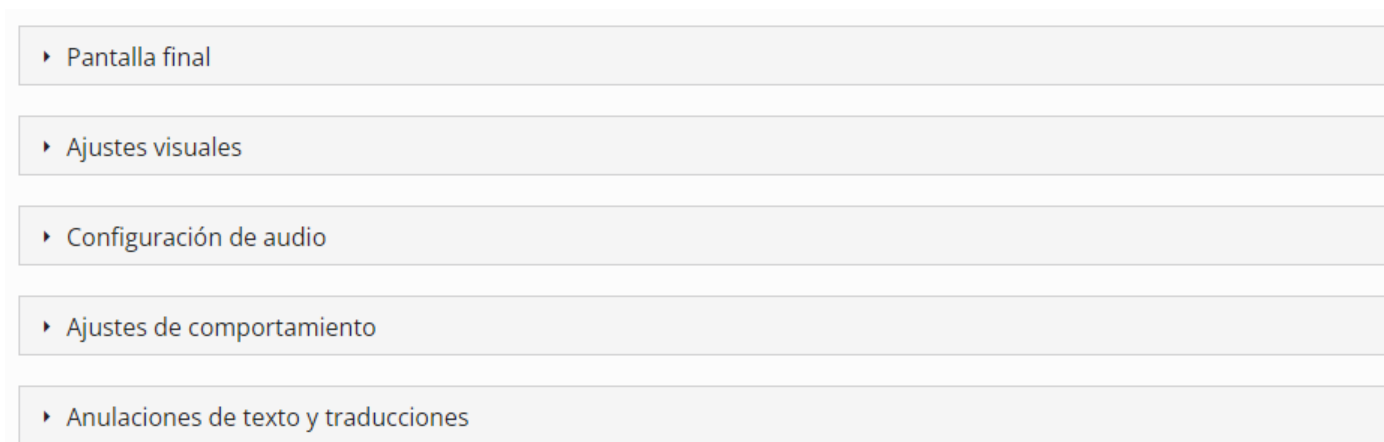 Pantalla final
Ajustes visuales
Configuración de audio
Ajustes de comportamiento
Anulaciones de texto y traducciones